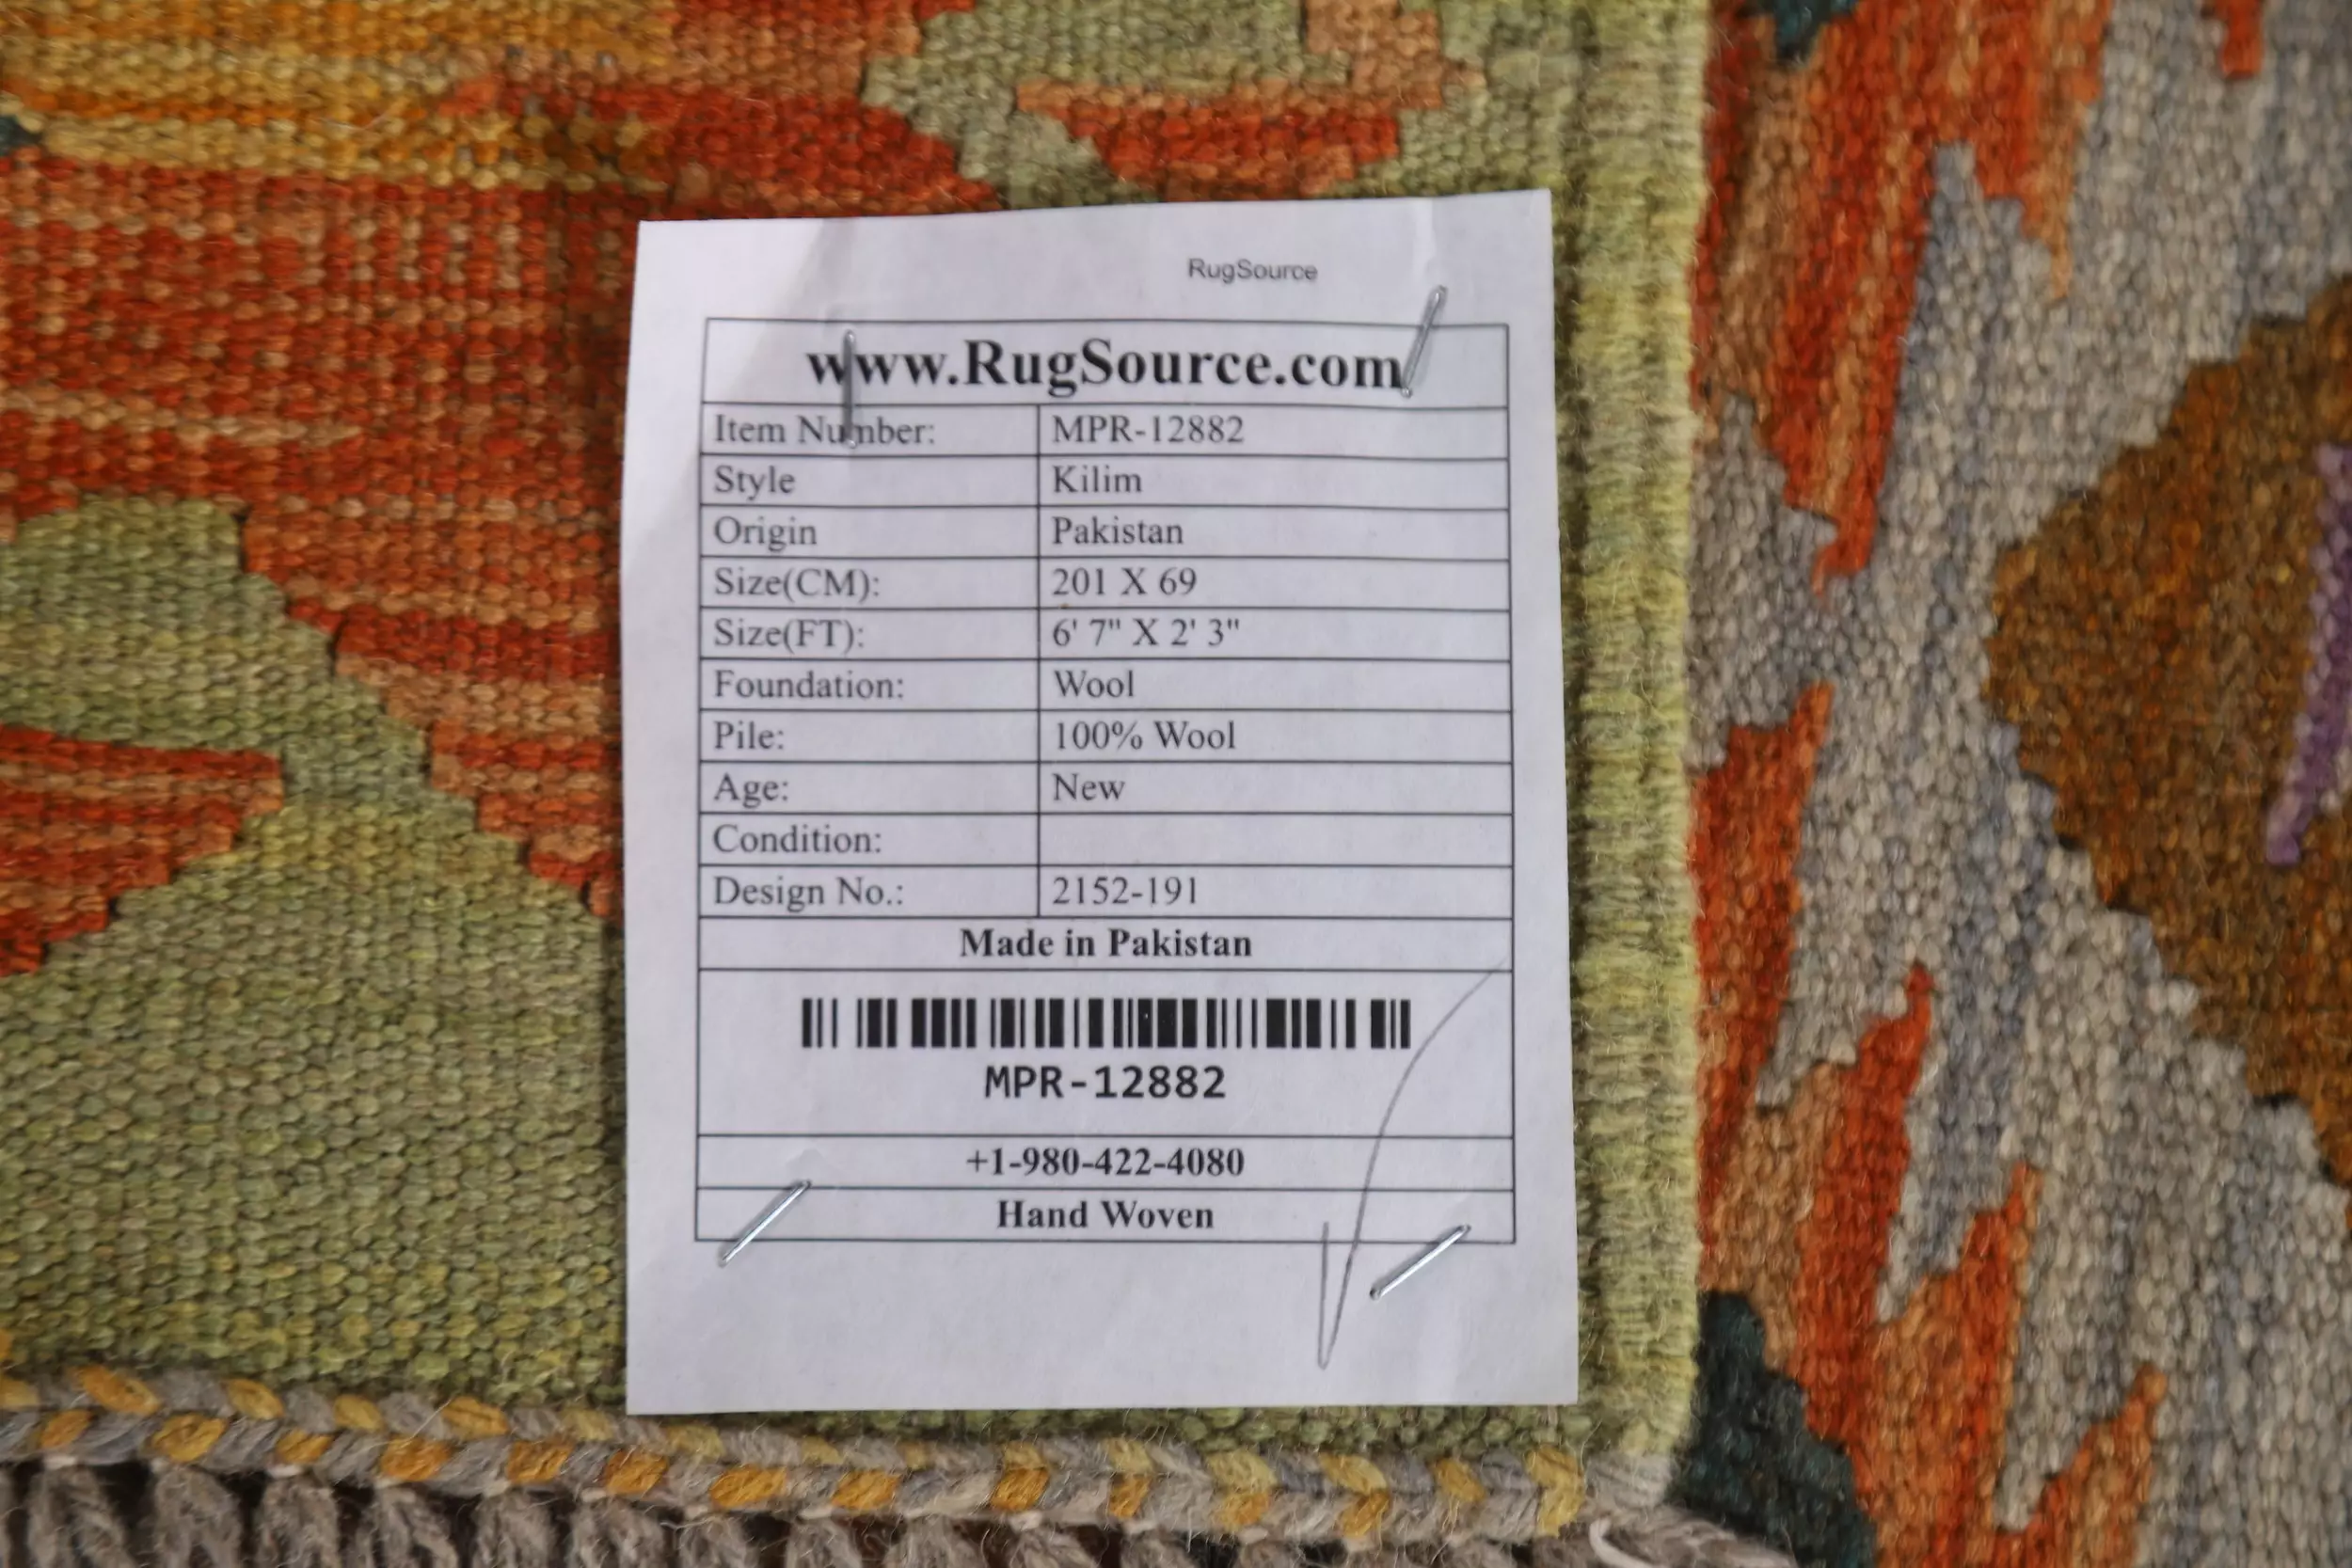 RugSource
www.RugSource.com
Item Number: MPR-12882
Style Kilim
Origin Pakistan
Size(CM): 201 X 69
Size(FT): 6' 7" X 2' 3"
Foundation: Wool
Pile: 100% Wool
Age: New
Condition:
Design No.: 2152-191
Made in Pakistan
MPR-12882
+1-980-422-4080
Hand Woven